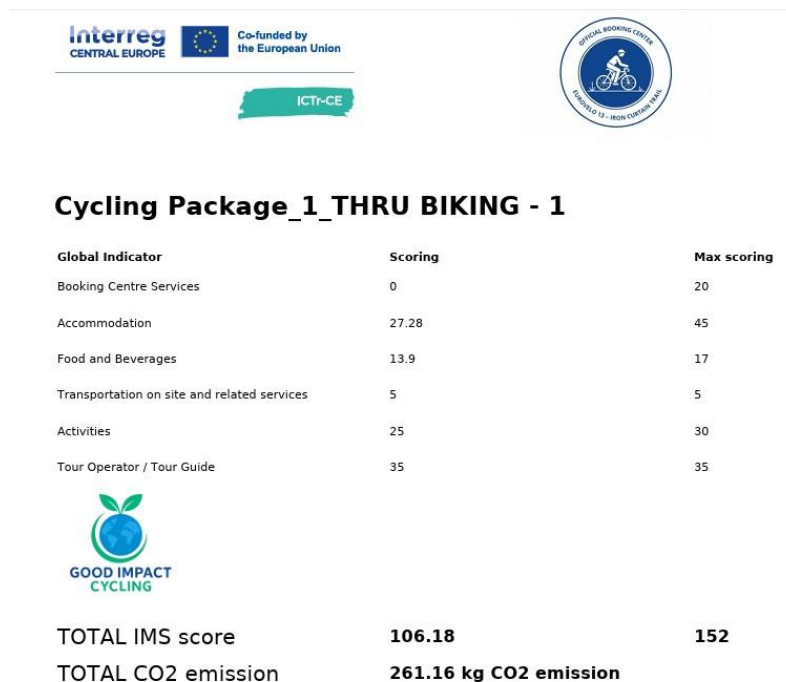 Interreg
CENTRAL EUROPE
Co-funded by
the European Union
ICTr-CE
OFFICIAL BOOKING CENTER
EUROVELO 13 – IRON CURTAIN TRAIL
Cycling Package_1_THRU BIKING - 1
Global Indicator Scoring Max scoring
Booking Centre Services 0 20
Accommodation 27.28 45
Food and Beverages 13.9 17
Transportation on site and related services 5 5
Activities 25 30
Tour Operator / Tour Guide 35 35
GOOD IMPACT
CYCLING
TOTAL IMS score 106.18 152
TOTAL CO2 emission 261.16 kg CO2 emission